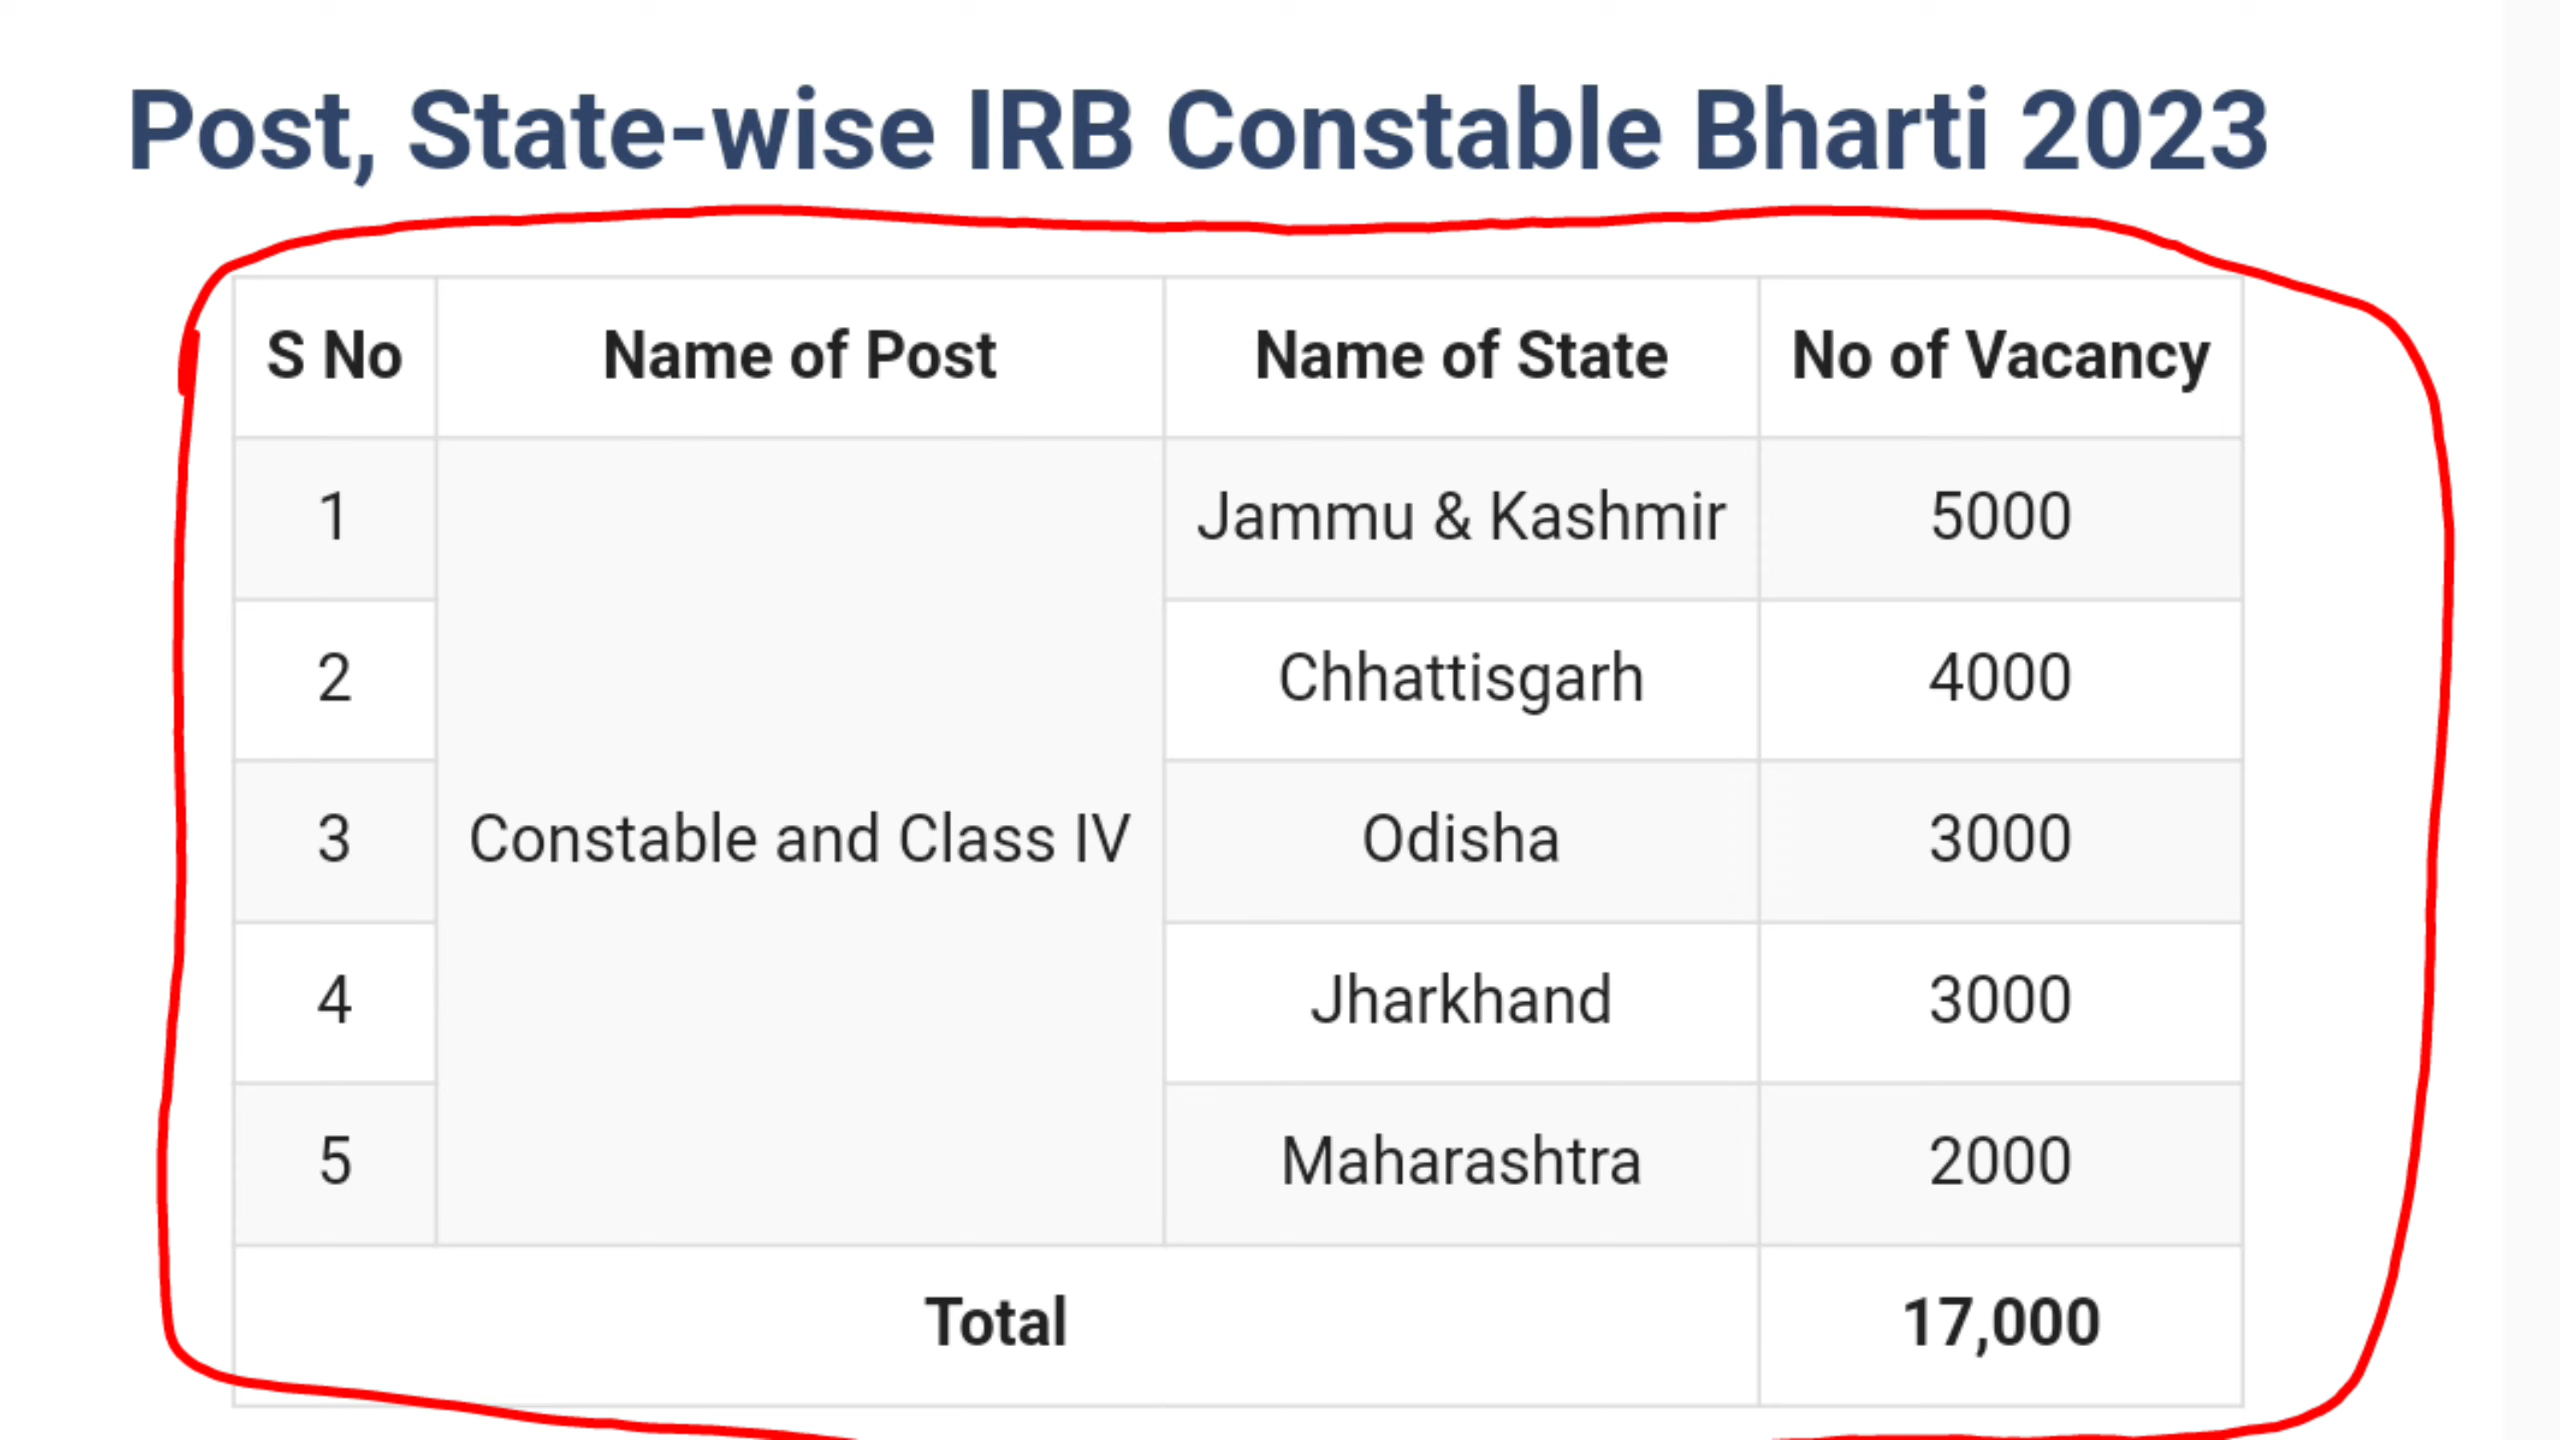 Post, State-wise IRB Constable Bharti 2023
S No Name of Post Name of State No of Vacancy
1 Jammu & Kashmir 5000
2 Chhattisgarh 4000
3 Constable and Class IV Odisha 3000
4 Jharkhand 3000
5 Maharashtra 2000
Total 17,000